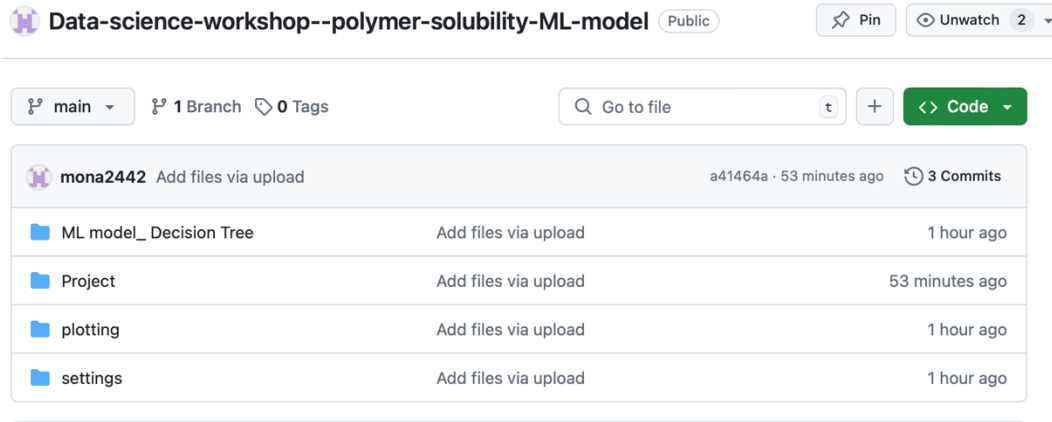 Data-science-workshop--polymer-solubility-ML-model Public Pin Unwatch 2
main 1 Branch 0 Tags Go to file t + <> Code
mona2442 Add files via upload a41464a · 53 minutes ago 3 Commits
ML model_ Decision Tree Add files via upload 1 hour ago
Project Add files via upload 53 minutes ago
plotting Add files via upload 1 hour ago
settings Add files via upload 1 hour ago